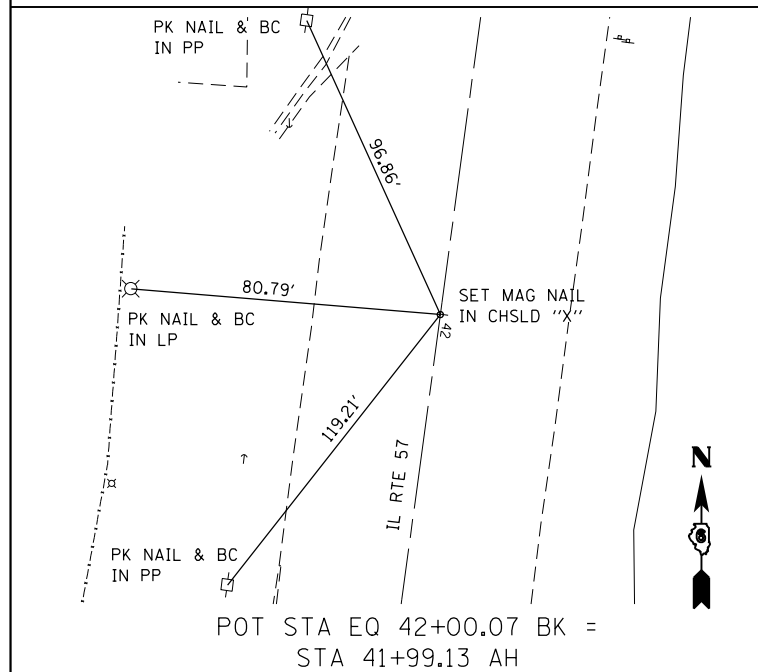 PK NAIL & BC
IN PP
96.86'
80.79'
SET MAG NAIL
IN CHSLD "X"
42
PK NAIL & BC
IN LP
119.21'
IL RTE 57
N
6
PK NAIL & BC
IN PP
POT STA EQ 42+00.07 BK =
STA 41+99.13 AH